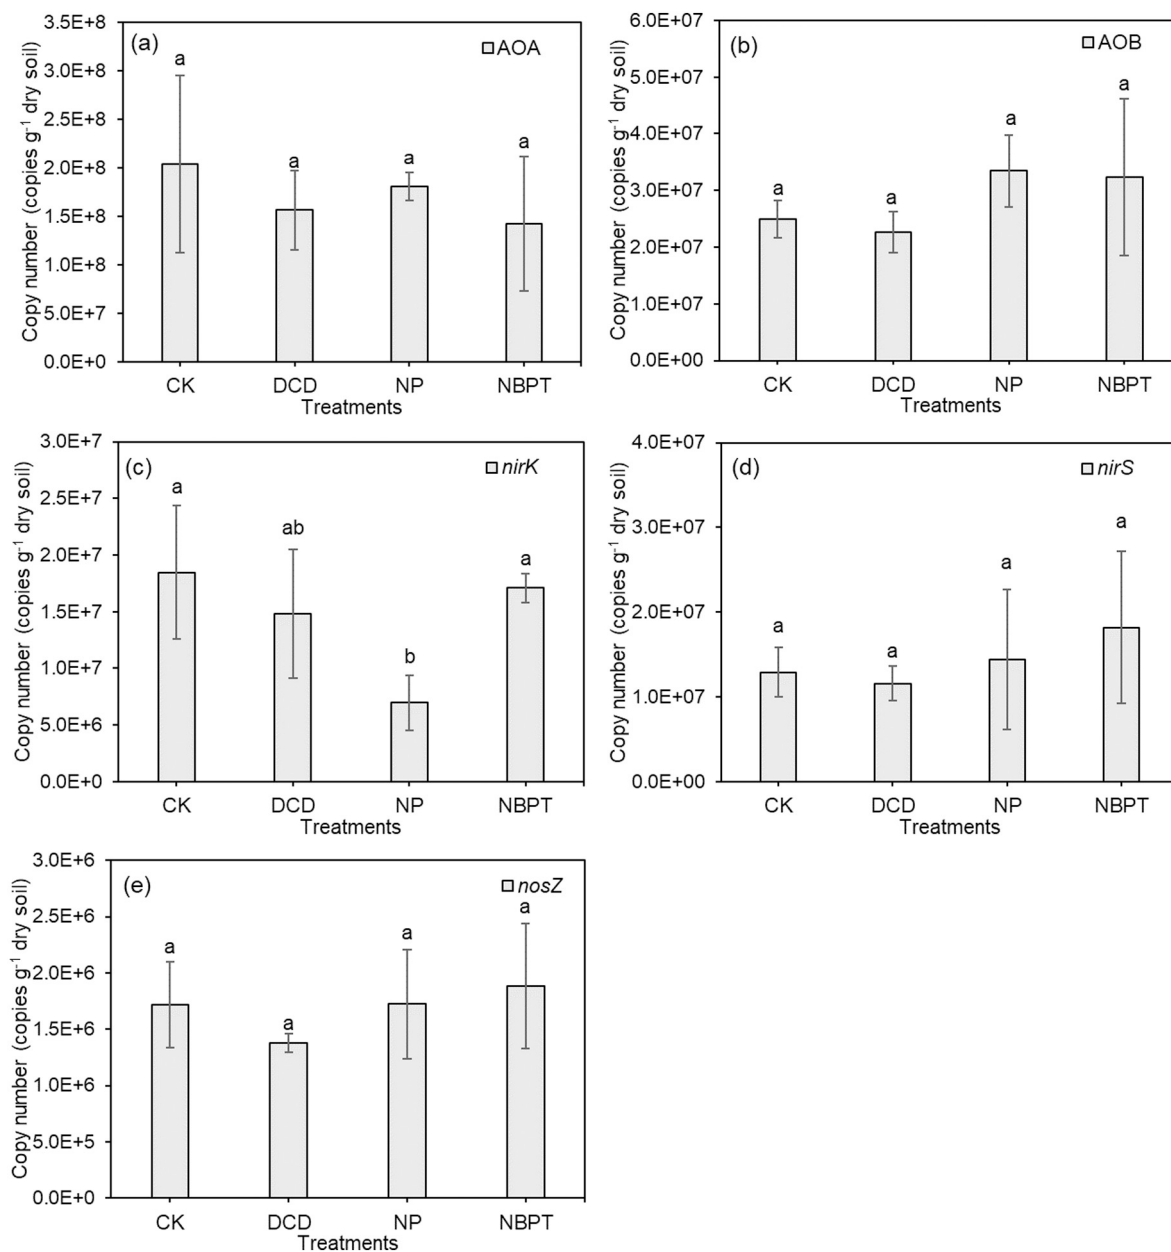 (a)
AOA
Copy number (copies g⁻¹ dry soil)
3.5E+8
3.0E+8
2.5E+8
2.0E+8
1.5E+8
1.0E+8
5.0E+7
0.0E+0
a
a
a
a
CK
DCD
NP
NBPT
Treatments
(b)
AOB
Copy number (copies g⁻¹ dry soil)
6.0E+07
5.0E+07
4.0E+07
3.0E+07
2.0E+07
1.0E+07
0.0E+00
a
a
a
a
CK
DCD
NP
NBPT
Treatments
(c)
nirK
Copy number (copies g⁻¹ dry soil)
3.0E+7
2.5E+7
2.0E+7
1.5E+7
1.0E+7
5.0E+6
0.0E+0
a
ab
b
a
CK
DCD
NP
NBPT
Treatments
(d)
nirS
Copy number (copies g⁻¹ dry soil)
4.0E+07
3.0E+07
2.0E+07
1.0E+07
0.0E+00
a
a
a
a
CK
DCD
NP
NBPT
Treatments
(e)
nosZ
Copy number (copies g⁻¹ dry soil)
3.0E+6
2.5E+6
2.0E+6
1.5E+6
1.0E+6
5.0E+5
0.0E+0
a
a
a
a
CK
DCD
NP
NBPT
Treatments